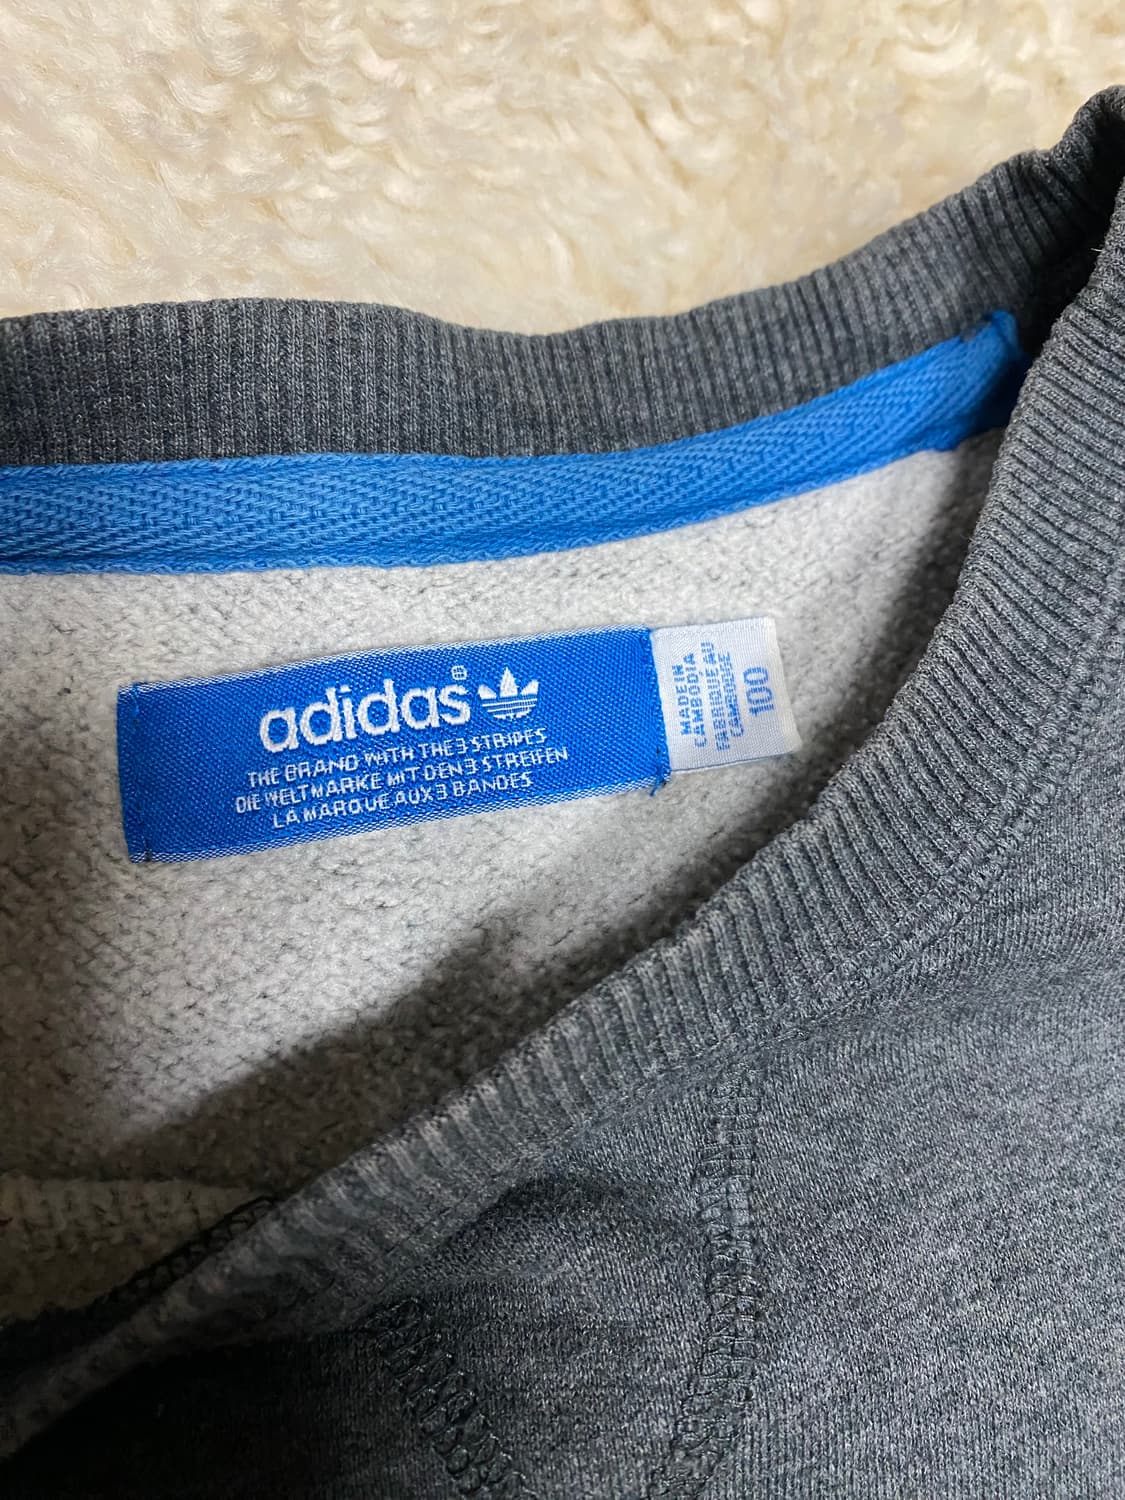 adidas®
THE BRAND WITH THE 3 STRIPES
DIE WELTMARKE MIT DEN 3 STREIFEN
LA MARQUE AUX 3 BANDES
MADE IN
CAMBODIA
FABRIQUE AU
CAMBODGE
100